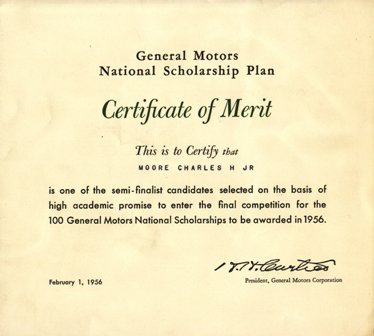 General Motors
National Scholarship Plan
Certificate of Merit
This is to Certify that
MOORE CHARLES H JR
is one of the semi-finalist candidates selected on the basis of
high academic promise to enter the final competition for the
100 General Motors National Scholarships to be awarded in 1956.
February 1, 1956
President, General Motors Corporation